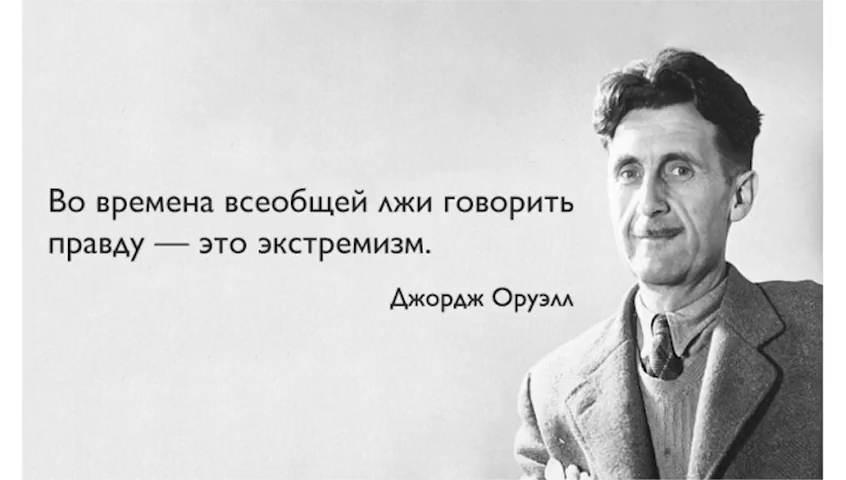 Во времена всеобщей лжи говорить
правду — это экстремизм.
Джордж Оруэлл